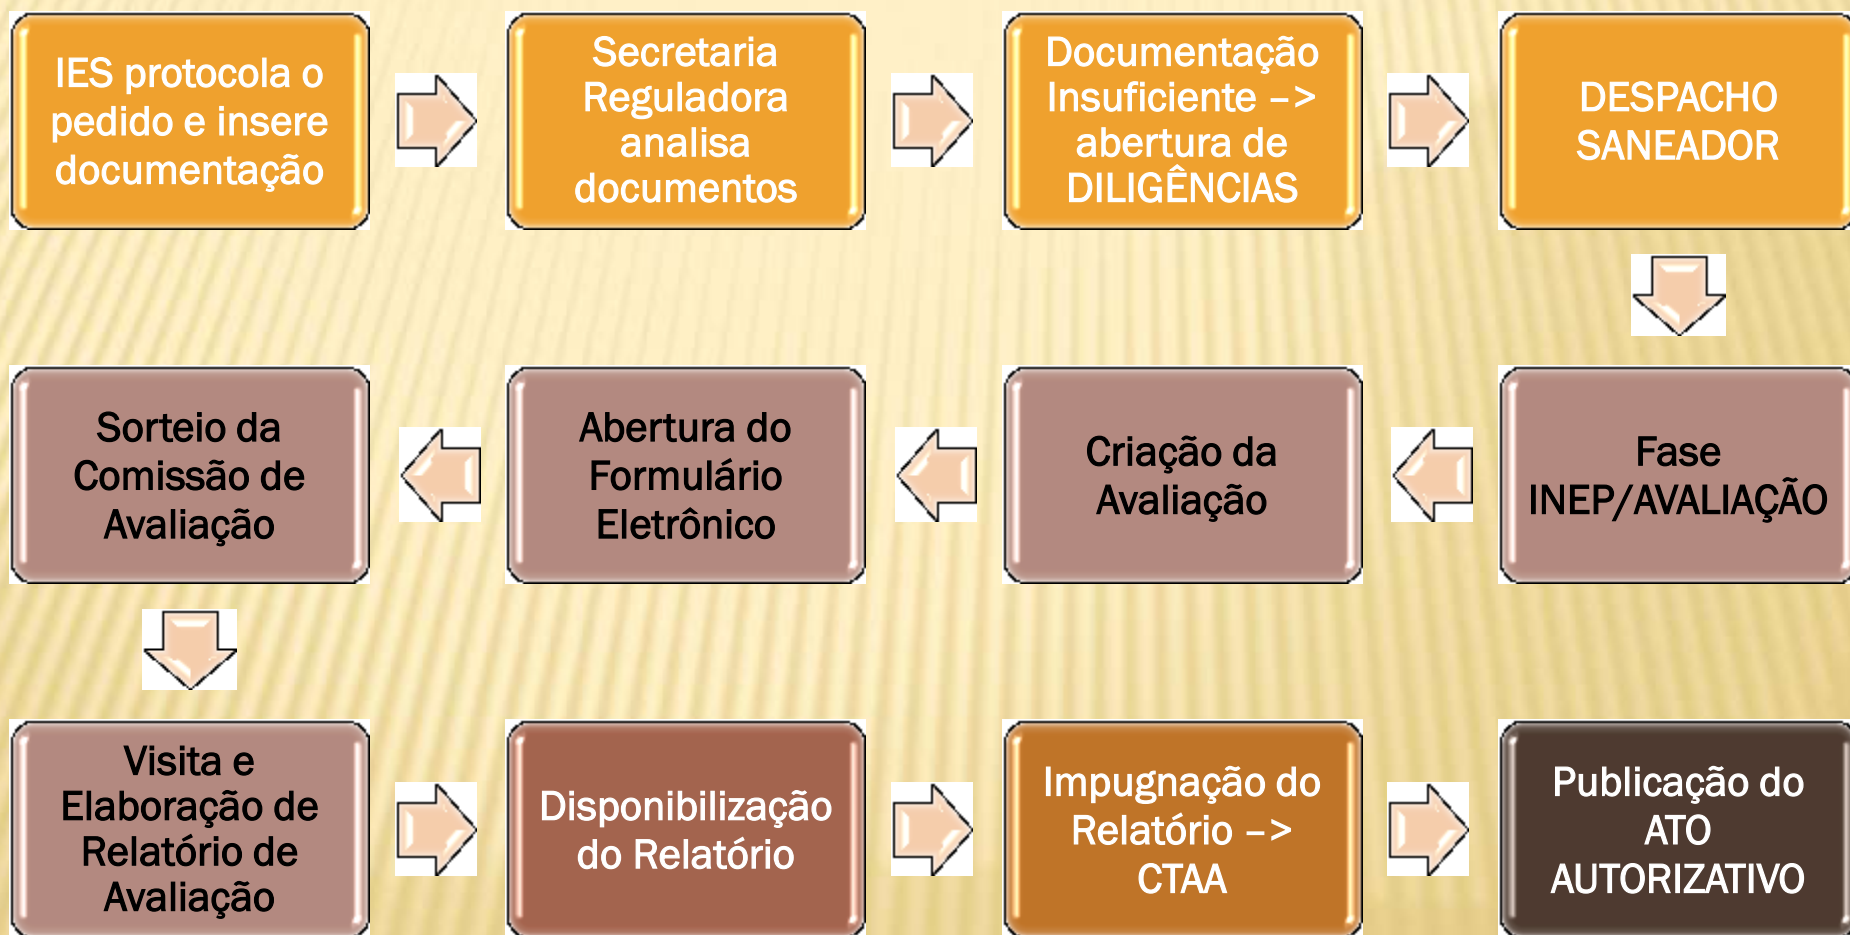 IES protocola o
pedido e insere
documentação
Secretaria
Reguladora
analisa
documentos
Documentação
Insuficiente –>
abertura de
DILIGÊNCIAS
DESPACHO
SANEADOR
Fase
INEP/AVALIAÇÃO
Criação da
Avaliação
Abertura do
Formulário
Eletrônico
Sorteio da
Comissão de
Avaliação
Visita e
Elaboração de
Relatório de
Avaliação
Disponibilização
do Relatório
Impugnação do
Relatório –>
CTAA
Publicação do
ATO
AUTORIZATIVO